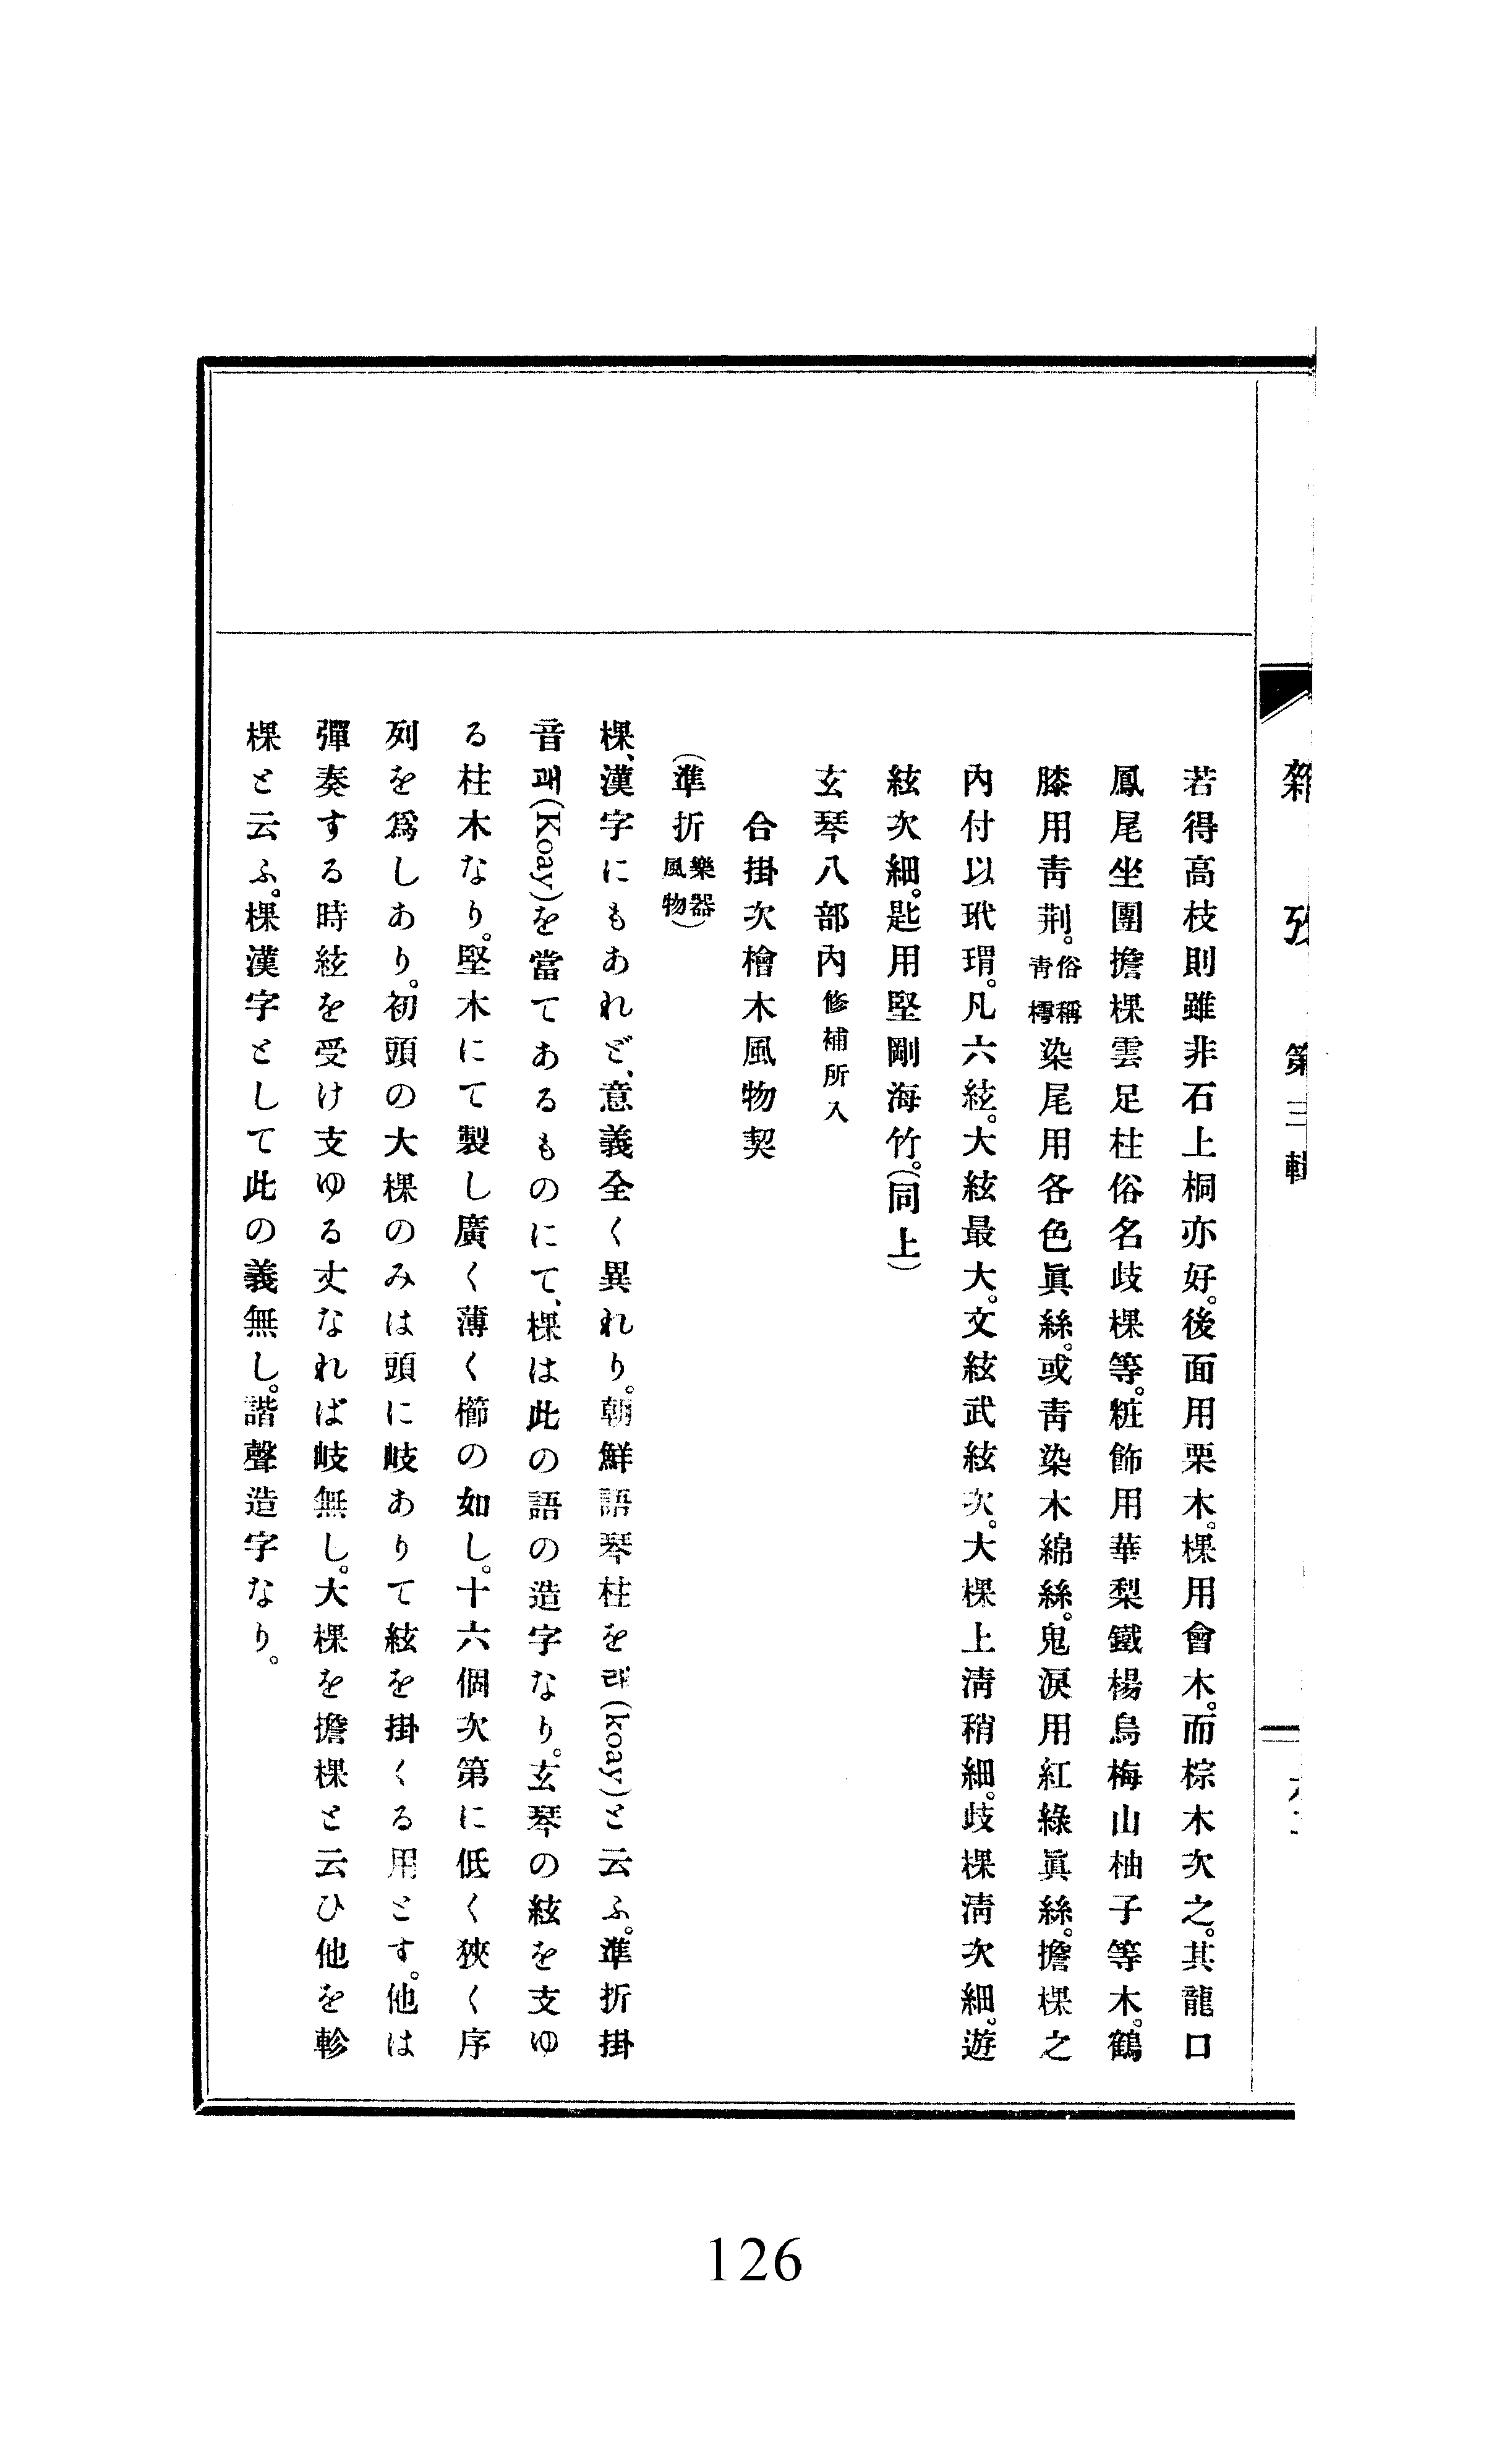 雜攷 第三輯
若得高枝則雖非石上桐亦好。後面用栗木。棵用會木。而棕木次之。其龍口
鳳尾坐團擔棵雲足柱俗名歧棵等。粧飾用華梨鐵楊烏梅山柚子等木。鶴
膝用靑荆。俗稱靑樗染尾用各色眞絲。或靑染木綿絲。鬼淚用紅綠眞絲。擔棵之
內付以玳瑁。凡六絃。大絃最大。文絃武絃次。大棵上淸稍細。歧棵淸次細。遊
絃次細。匙用堅剛海竹。(同上)
玄琴八部內修補所入
合掛次檜木風物契
(準折樂器風物)
棵、漢字にもあれど、意義全く異れり。朝鮮語琴柱を괘(koay)と云ふ。準折掛
音괘(Koay)を當てあるものにて、棵は此の語の造字なり。玄琴の絃を支ゆ
る柱木なり。堅木にて製し廣く薄く櫛の如し。十六個次第に低く狹く序
列を爲しあり。初頭の大棵のみは頭に岐ありて絃を掛くる用とす。他は
彈奏する時絃を受け支ゆる丈なれば岐無し。大棵を擔棵と云ひ他を軫
棵と云ふ。棵漢字として此の義無し。諧聲造字なり。
126